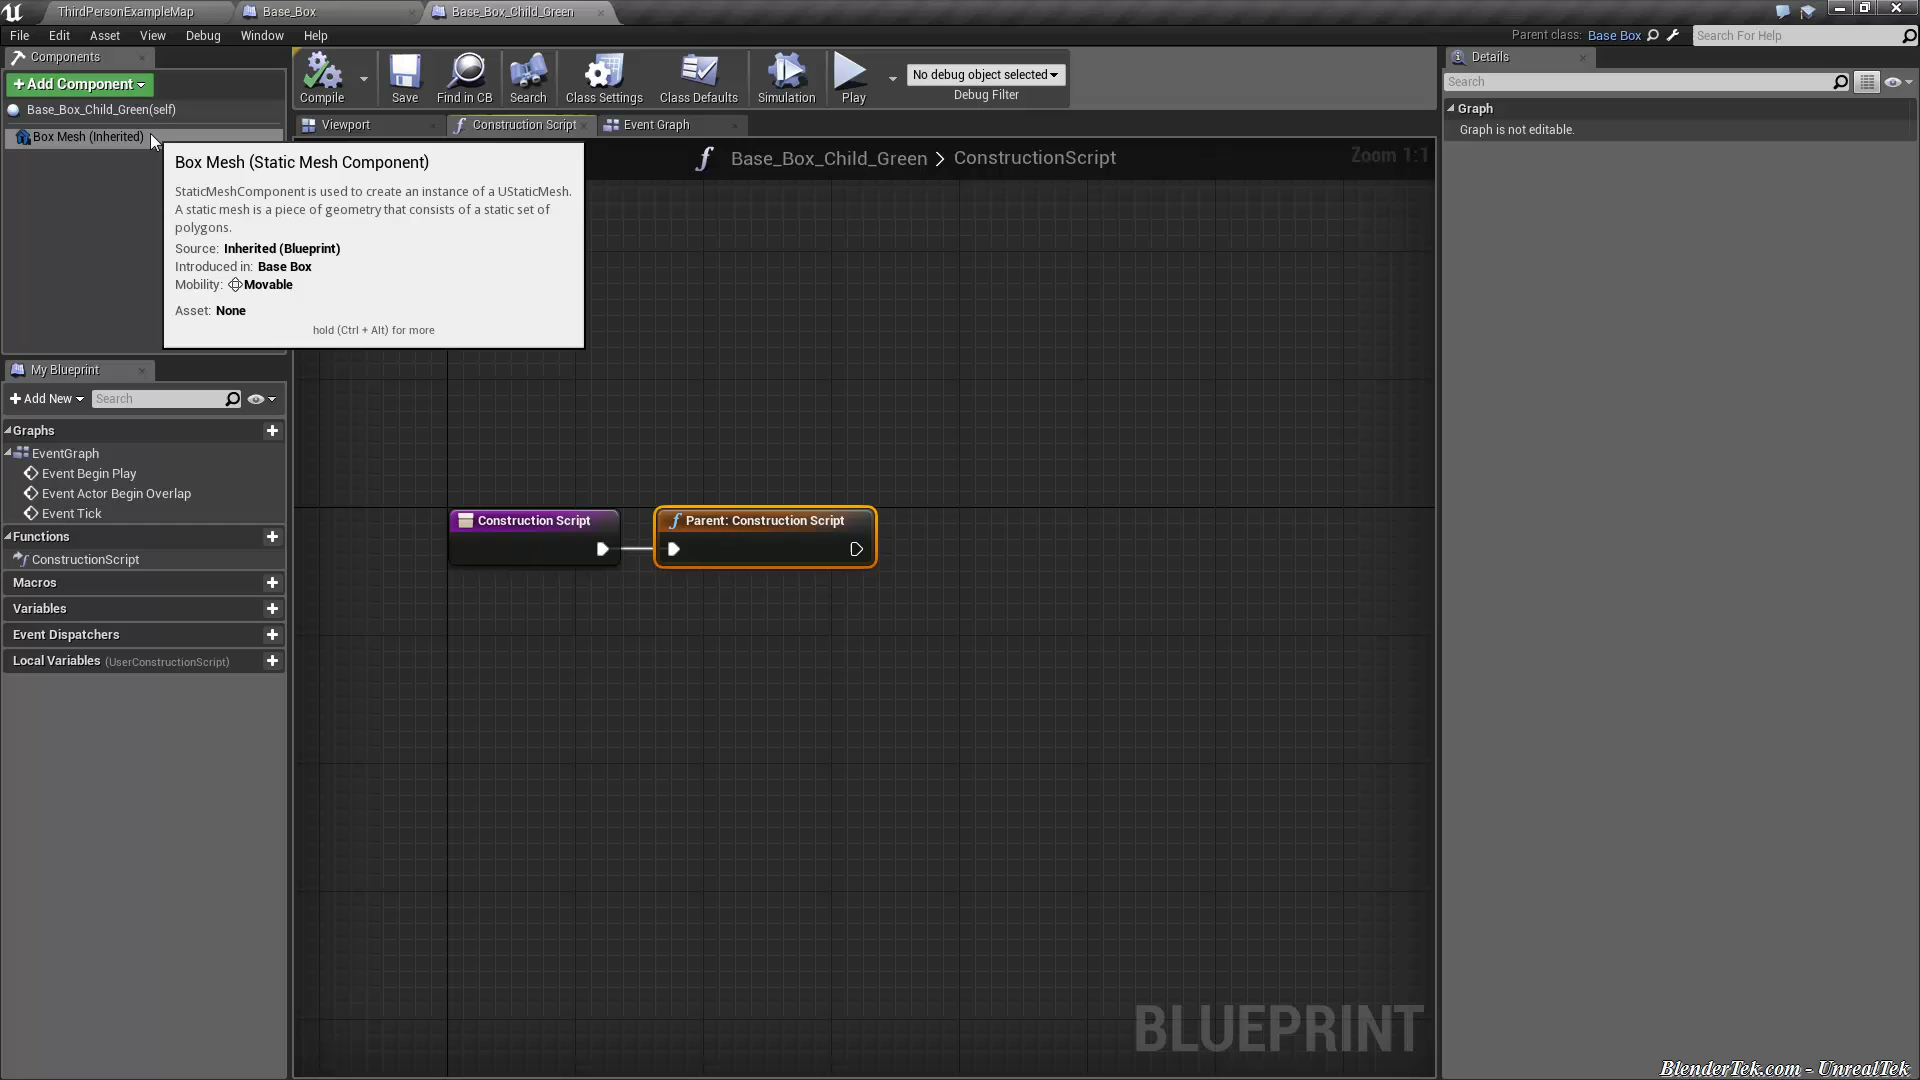 ThirdPersonExampleMap
Base_Box
Base_Box_Child_Green
File Edit Asset View Debug Window Help
Parent class: Base Box
Search For Help
Components
+ Add Component
Base_Box_Child_Green(self)
Box Mesh (Inherited)
Compile
Save
Find in CB
Search
Class Settings
Class Defaults
Simulation
Play
No debug object selected
Debug Filter
Viewport
Construction Script
Event Graph
Base_Box_Child_Green > ConstructionScript
Zoom 1:1
Box Mesh (Static Mesh Component)
StaticMeshComponent is used to create an instance of a UStaticMesh.
A static mesh is a piece of geometry that consists of a static set of
polygons.
Source: Inherited (Blueprint)
Introduced in: Base Box
Mobility: Movable
Asset: None
hold (Ctrl + Alt) for more
My Blueprint
+ Add New
Search
Graphs
EventGraph
Event Begin Play
Event Actor Begin Overlap
Event Tick
Functions
ConstructionScript
Macros
Variables
Event Dispatchers
Local Variables (UserConstructionScript)
Construction Script
Parent: Construction Script
BLUEPRINT
Details
Search
Graph
Graph is not editable.
BlenderTek.com - UnrealTek